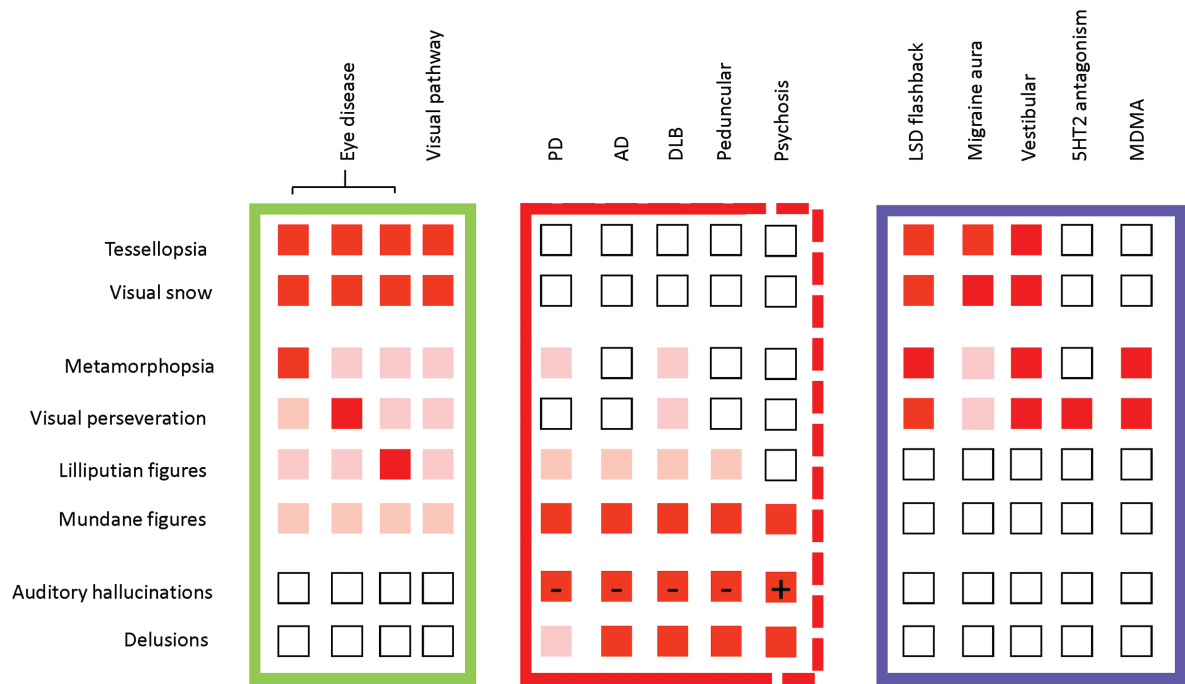 Eye disease
Visual pathway
PD
AD
DLB
Peduncular
Psychosis
LSD flashback
Migraine aura
Vestibular
5HT2 antagonism
MDMA
Tessellopsia
Visual snow
Metamorphopsia
Visual perseveration
Lilliputian figures
Mundane figures
Auditory hallucinations - - - - +
Delusions